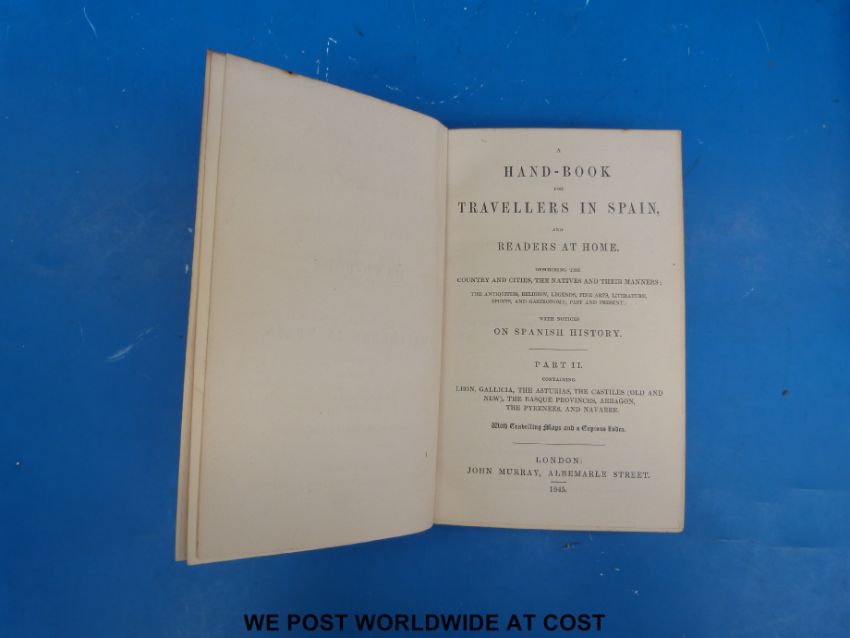 A
HAND-BOOK
FOR
TRAVELLERS IN SPAIN,
AND
READERS AT HOME.
DESCRIBING THE
COUNTRY AND CITIES, THE NATIVES AND THEIR MANNERS;
THE ANTIQUITIES, RELIGION, LEGENDS, FINE ARTS, LITERATURE,
SPORTS, AND GASTRONOMY, PAST AND PRESENT.
WITH NOTICES
ON SPANISH HISTORY.
PART II.
CONTAINING
LEON, GALLICIA, THE ASTURIAS, THE CASTILES (OLD AND
NEW), THE BASQUE PROVINCES, ARRAGON,
THE PYRENEES, AND NAVARRE.
With Travelling Maps and a Copious Index.
LONDON:
JOHN MURRAY, ALBEMARLE STREET.
1845.
WE POST WORLDWIDE AT COST